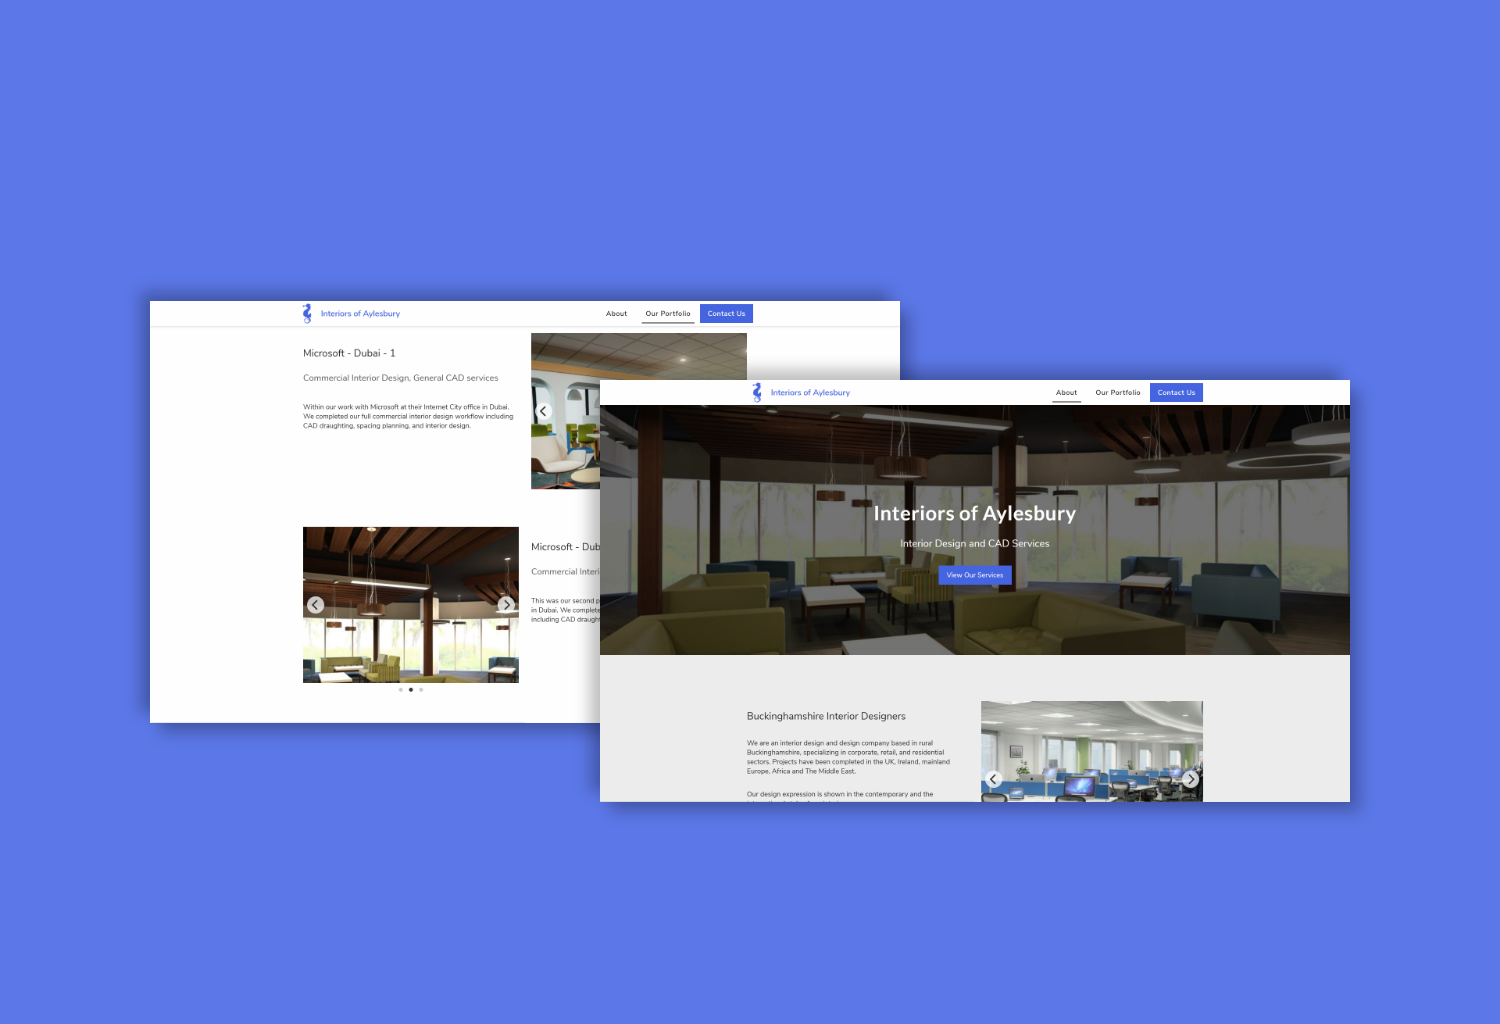 Interiors of Aylesbury
About
Our Portfolio
Contact Us
Microsoft - Dubai - 1
Commercial Interior Design, General CAD services
Within our work with Microsoft at their Internet City office in Dubai.
We completed our full commercial interior design workflow including
CAD draughting, spacing planning, and interior design.
Microsoft - Dub
Commercial Interi
This was our second p
in Dubai. We complete
including CAD draugh
Interiors of Aylesbury
About
Our Portfolio
Contact Us
Interiors of Aylesbury
Interior Design and CAD Services
View Our Services
Buckinghamshire Interior Designers
We are an interior design and design company based in rural
Buckinghamshire, specializing in corporate, retail, and residential
sectors. Projects have been completed in the UK, Ireland, mainland
Europe, Africa and The Middle East.
Our design expression is shown in the contemporary and the